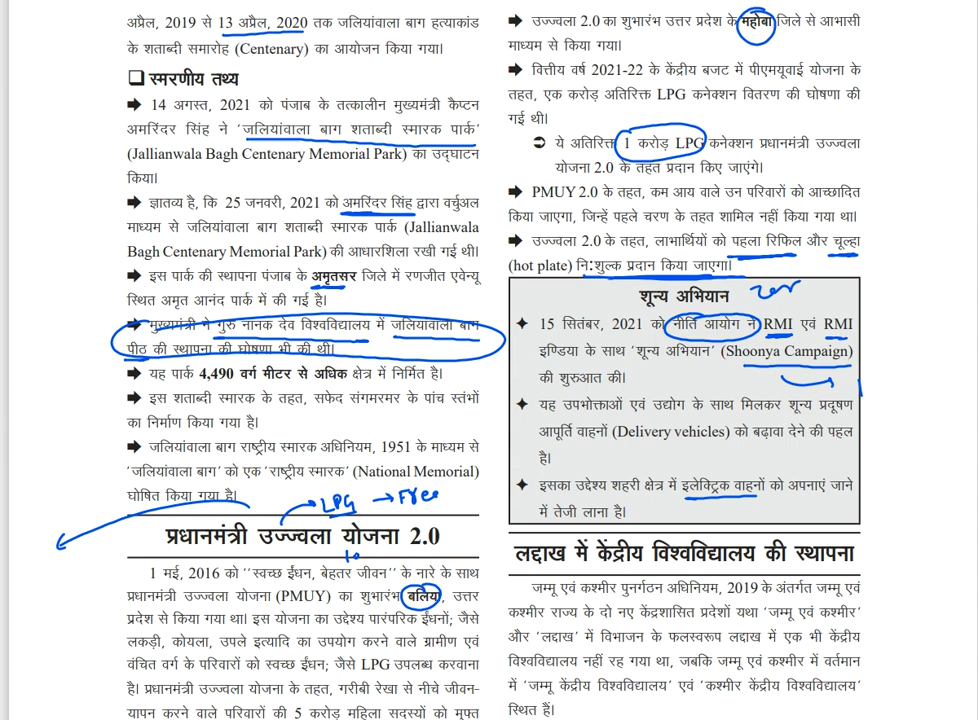 अप्रैल, 2019 से 13 अप्रैल, 2020 तक जलियांवाला बाग हत्याकांड
के शताब्दी समारोह (Centenary) का आयोजन किया गया।
❑ स्मरणीय तथ्य
➡ 14 अगस्त, 2021 को पंजाब के तत्कालीन मुख्यमंत्री कैप्टन
अमरिंदर सिंह ने 'जलियांवाला बाग शताब्दी स्मारक पार्क'
(Jallianwala Bagh Centenary Memorial Park) का उद्घाटन
किया।
➡ ज्ञातव्य है, कि 25 जनवरी, 2021 को अमरिंदर सिंह द्वारा वर्चुअल
माध्यम से जलियांवाला बाग शताब्दी स्मारक पार्क (Jallianwala
Bagh Centenary Memorial Park) की आधारशिला रखी गई थी।
➡ इस पार्क की स्थापना पंजाब के अमृतसर जिले में रणजीत एवेन्यू
स्थित अमृत आनंद पार्क में की गई है।
➡ मुख्यमंत्री ने गुरु नानक देव विश्वविद्यालय में जलियांवाला बाग
पीठ की स्थापना की घोषणा भी की थी।
➡ यह पार्क 4,490 वर्ग मीटर से अधिक क्षेत्र में निर्मित है।
➡ इस शताब्दी स्मारक के तहत, सफेद संगमरमर के पांच स्तंभों
का निर्माण किया गया है।
➡ जलियांवाला बाग राष्ट्रीय स्मारक अधिनियम, 1951 के माध्यम से
'जलियांवाला बाग' को एक 'राष्ट्रीय स्मारक' (National Memorial)
घोषित किया गया है।
LPG → Free
प्रधानमंत्री उज्ज्वला योजना 2.0
1.0
1 मई, 2016 को ''स्वच्छ ईंधन, बेहतर जीवन'' के नारे के साथ
प्रधानमंत्री उज्ज्वला योजना (PMUY) का शुभारंभ बलिया, उत्तर
प्रदेश से किया गया था। इस योजना का उद्देश्य पारंपरिक ईंधनों; जैसे
लकड़ी, कोयला, उपले इत्यादि का उपयोग करने वाले ग्रामीण एवं
वंचित वर्ग के परिवारों को स्वच्छ ईंधन; जैसे LPG उपलब्ध करवाना
है। प्रधानमंत्री उज्ज्वला योजना के तहत, गरीबी रेखा से नीचे जीवन-
यापन करने वाले परिवारों की 5 करोड़ महिला सदस्यों को मुफ्त
➡ उज्ज्वला 2.0 का शुभारंभ उत्तर प्रदेश के महोबा जिले से आभासी
माध्यम से किया गया।
➡ वित्तीय वर्ष 2021-22 के केंद्रीय बजट में पीएमयूवाई योजना के
तहत, एक करोड़ अतिरिक्त LPG कनेक्शन वितरण की घोषणा की
गई थी।
➲ ये अतिरिक्त 1 करोड़ LPG कनेक्शन प्रधानमंत्री उज्ज्वला
योजना 2.0 के तहत प्रदान किए जाएंगे।
➡ PMUY 2.0 के तहत, कम आय वाले उन परिवारों को आच्छादित
किया जाएगा, जिन्हें पहले चरण के तहत शामिल नहीं किया गया था।
➡ उज्ज्वला 2.0 के तहत, लाभार्थियों को पहला रिफिल और चूल्हा
(hot plate) नि:शुल्क प्रदान किया जाएगा।
शून्य अभियान
✦ 15 सितंबर, 2021 को नीति आयोग ने RMI एवं RMI
इण्डिया के साथ 'शून्य अभियान' (Shoonya Campaign)
की शुरुआत की।
✦ यह उपभोक्ताओं एवं उद्योग के साथ मिलकर शून्य प्रदूषण
आपूर्ति वाहनों (Delivery vehicles) को बढ़ावा देने की पहल
है।
✦ इसका उद्देश्य शहरी क्षेत्र में इलेक्ट्रिक वाहनों को अपनाए जाने
में तेजी लाना है।
लद्दाख में केंद्रीय विश्वविद्यालय की स्थापना
जम्मू एवं कश्मीर पुनर्गठन अधिनियम, 2019 के अंतर्गत जम्मू एवं
कश्मीर राज्य के दो नए केंद्रशासित प्रदेशों यथा 'जम्मू एवं कश्मीर'
और 'लद्दाख' में विभाजन के फलस्वरूप लद्दाख में एक भी केंद्रीय
विश्वविद्यालय नहीं रह गया था, जबकि जम्मू एवं कश्मीर में वर्तमान
में 'जम्मू केंद्रीय विश्वविद्यालय' एवं 'कश्मीर केंद्रीय विश्वविद्यालय'
स्थित हैं।